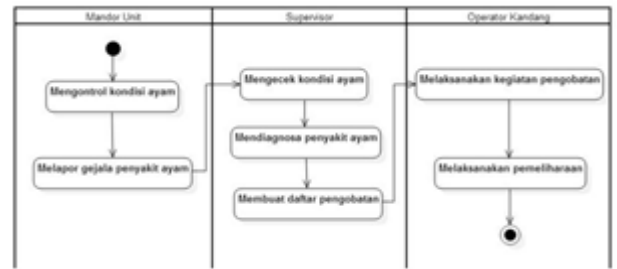 Mandor Unit
Supervisor
Operator Kandang
Mengontrol kondisi ayam
Melapor gejala penyakit ayam
Mengecek kondisi ayam
Mendiagnosa penyakit ayam
Membuat daftar pengobatan
Melaksanakan kegiatan pengobatan
Melaksanakan pemeliharaan